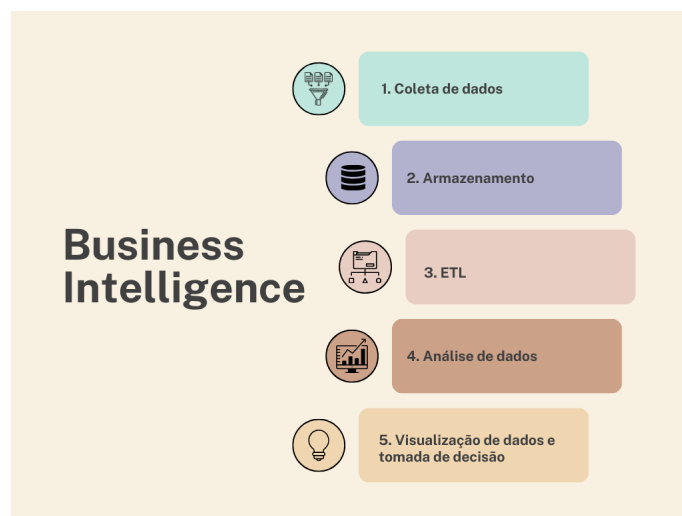 Business
Intelligence
1. Coleta de dados
2. Armazenamento
3. ETL
4. Análise de dados
5. Visualização de dados e
tomada de decisão